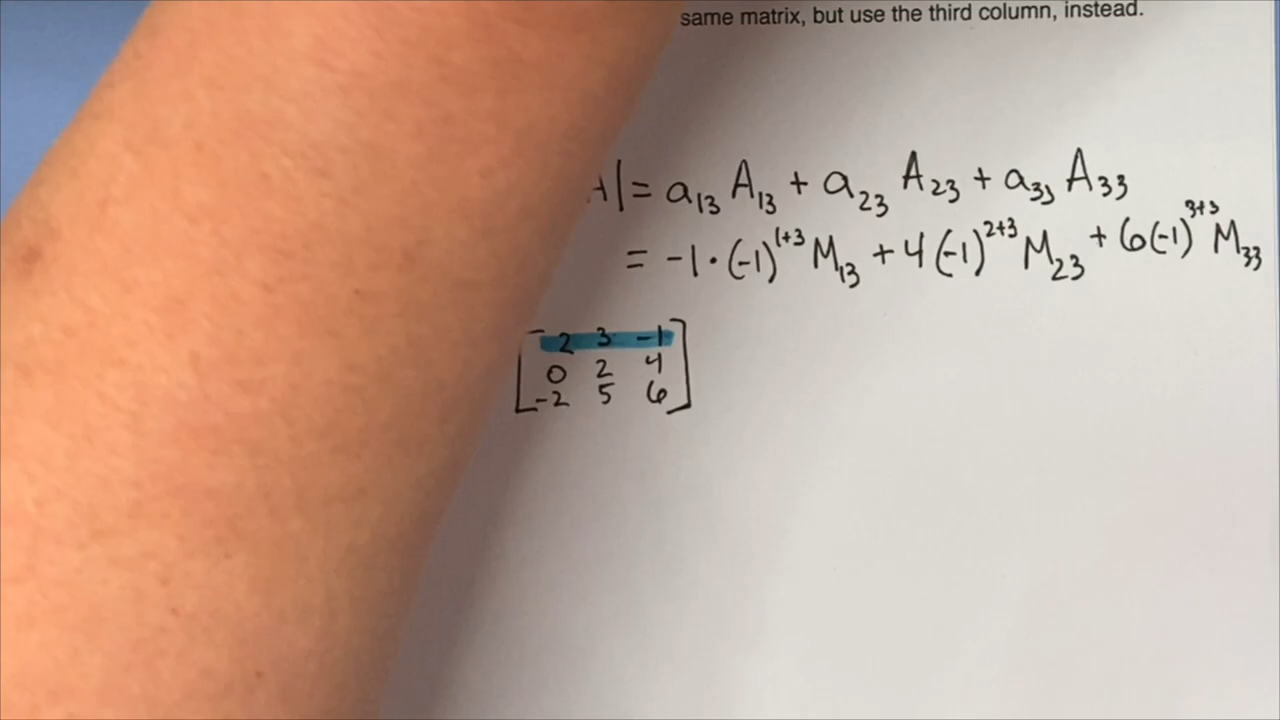 same matrix, but use the third column, instead.
A| = a₁₃ A₁₃ + a₂₃ A₂₃ + a₃₃ A₃₃
= -1 · (-1)¹⁺³ M₁₃ + 4(-1)²⁺³ M₂₃ + 6(-1)³⁺³ M₃₃
2 3 -1
0 2 4
-2 5 6